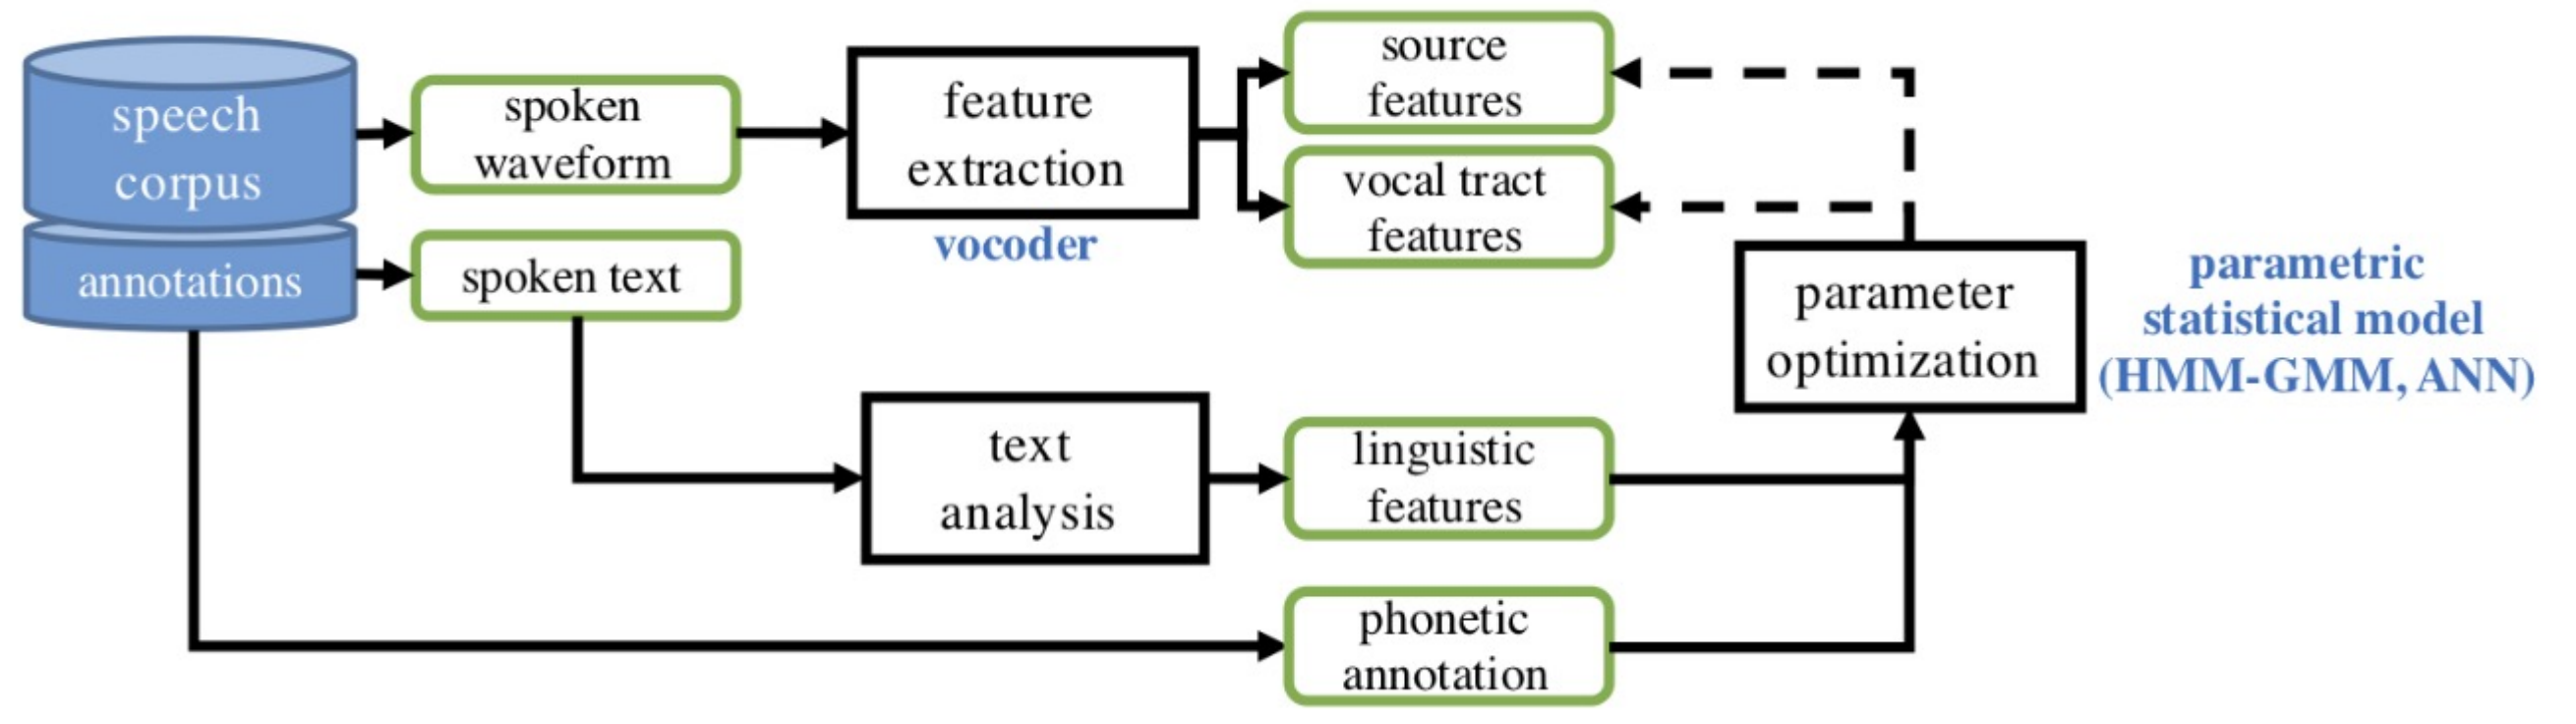 speech
corpus
annotations
spoken
waveform
spoken text
feature
extraction
vocoder
source
features
vocal tract
features
text
analysis
linguistic
features
phonetic
annotation
parameter
optimization
parametric
statistical model
(HMM-GMM, ANN)